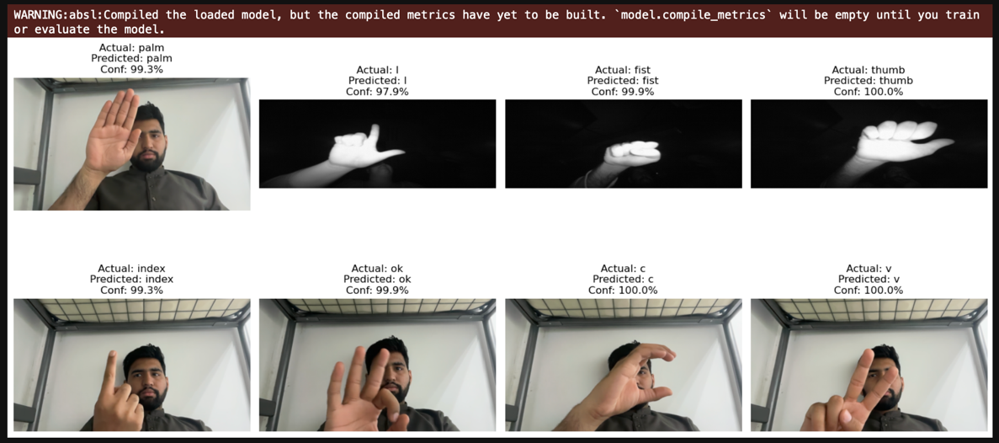 WARNING:absl:Compiled the loaded model, but the compiled metrics have yet to be built. `model.compile_metrics` will be empty until you train
or evaluate the model.
Actual: palm
Predicted: palm
Conf: 99.3%
Actual: l
Predicted: l
Conf: 97.9%
Actual: fist
Predicted: fist
Conf: 99.9%
Actual: thumb
Predicted: thumb
Conf: 100.0%
Actual: index
Predicted: index
Conf: 99.3%
Actual: ok
Predicted: ok
Conf: 99.9%
Actual: c
Predicted: c
Conf: 100.0%
Actual: v
Predicted: v
Conf: 100.0%